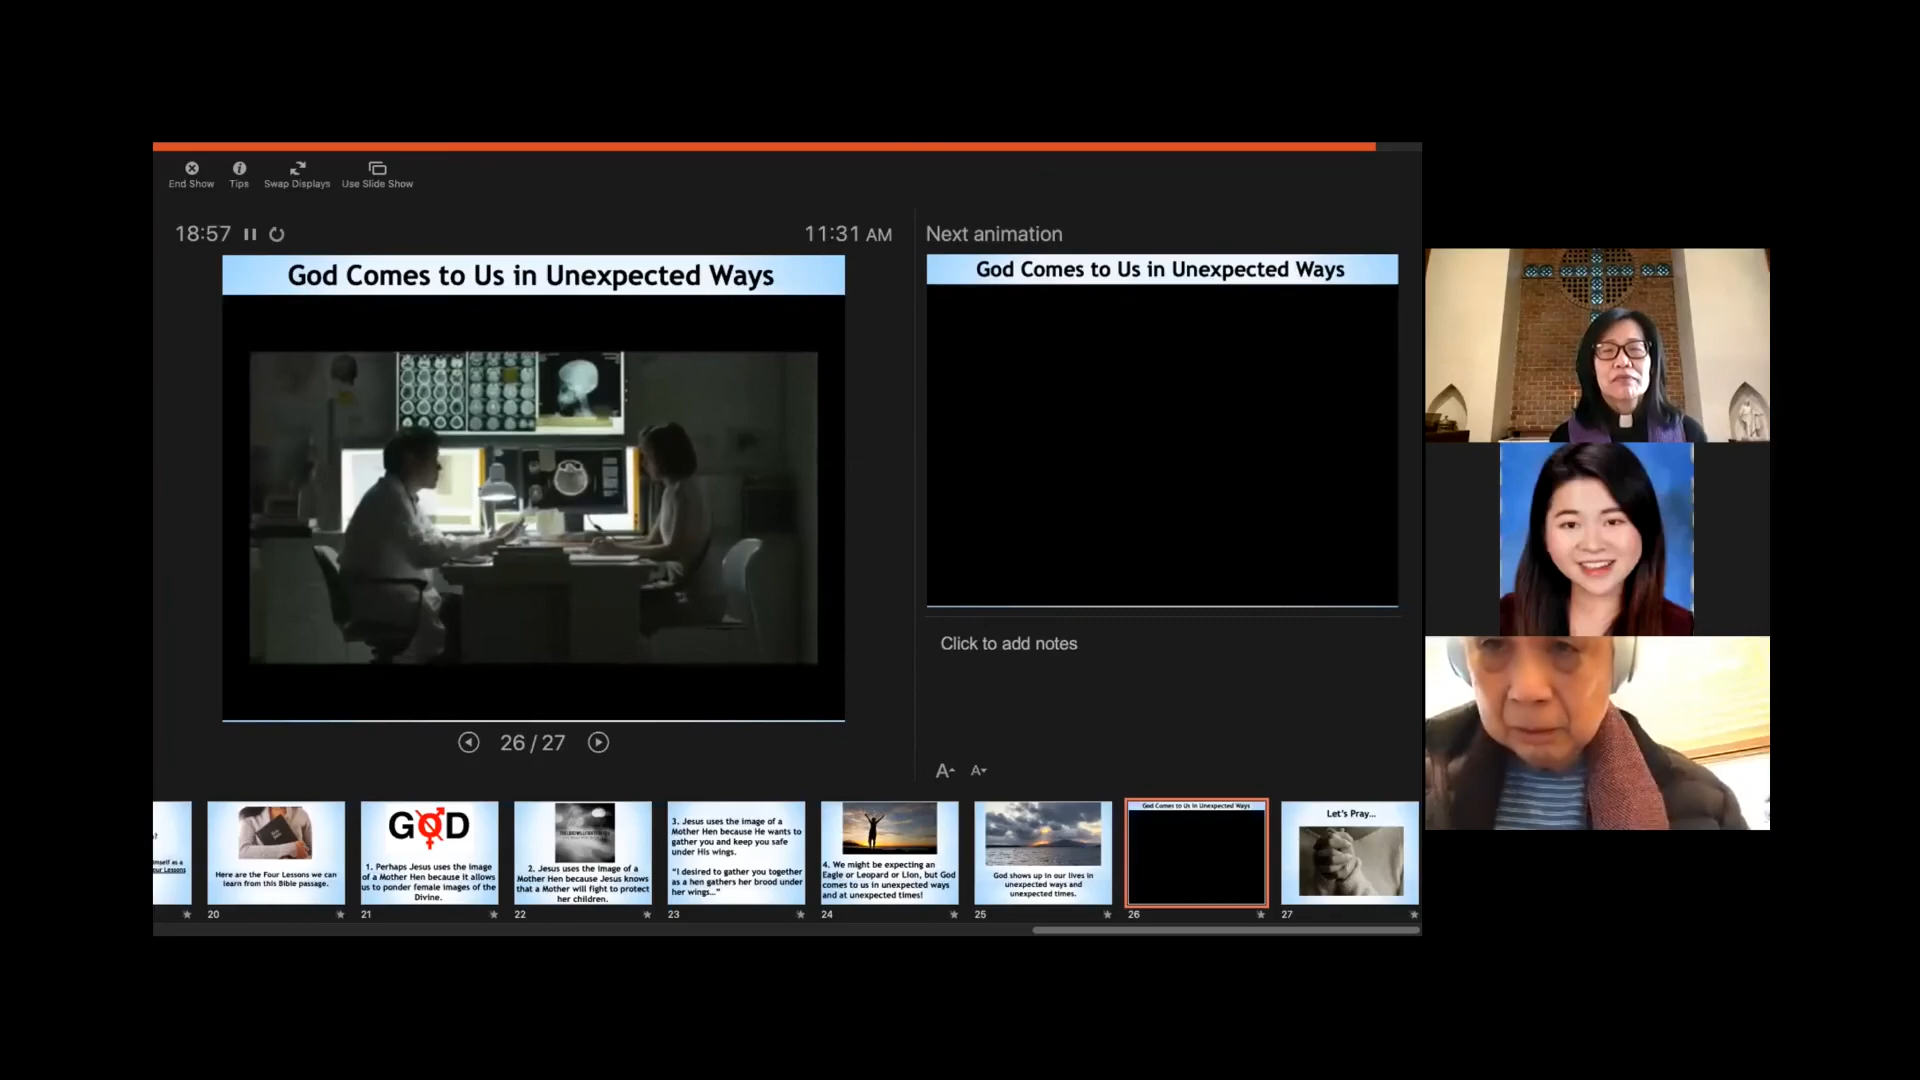 End Show
Tips
Swap Displays
Use Slide Show
18:57
11:31 AM
Next animation
God Comes to Us in Unexpected Ways
God Comes to Us in Unexpected Ways
Click to add notes
26 / 27
A
A
Here are the Four Lessons we can
learn from this Bible passage.
20
GOD
1. Perhaps Jesus uses the image
of a Mother Hen because it allows
us to ponder female images of the
Divine.
21
2. Jesus uses the image of a
Mother Hen because Jesus knows
that a Mother will fight to protect
her children.
22
3. Jesus uses the image of a
Mother Hen because He wants to
gather you and keep you safe
under His wings.
"I desired to gather you together
as a hen gathers her brood under
her wings..."
23
4. We might be expecting an
Eagle or Leopard or Lion, but God
comes to us in unexpected ways
and at unexpected times!
24
God shows up in our lives in
unexpected ways and
unexpected times.
25
God Comes to Us in Unexpected Ways
26
Let's Pray...
27